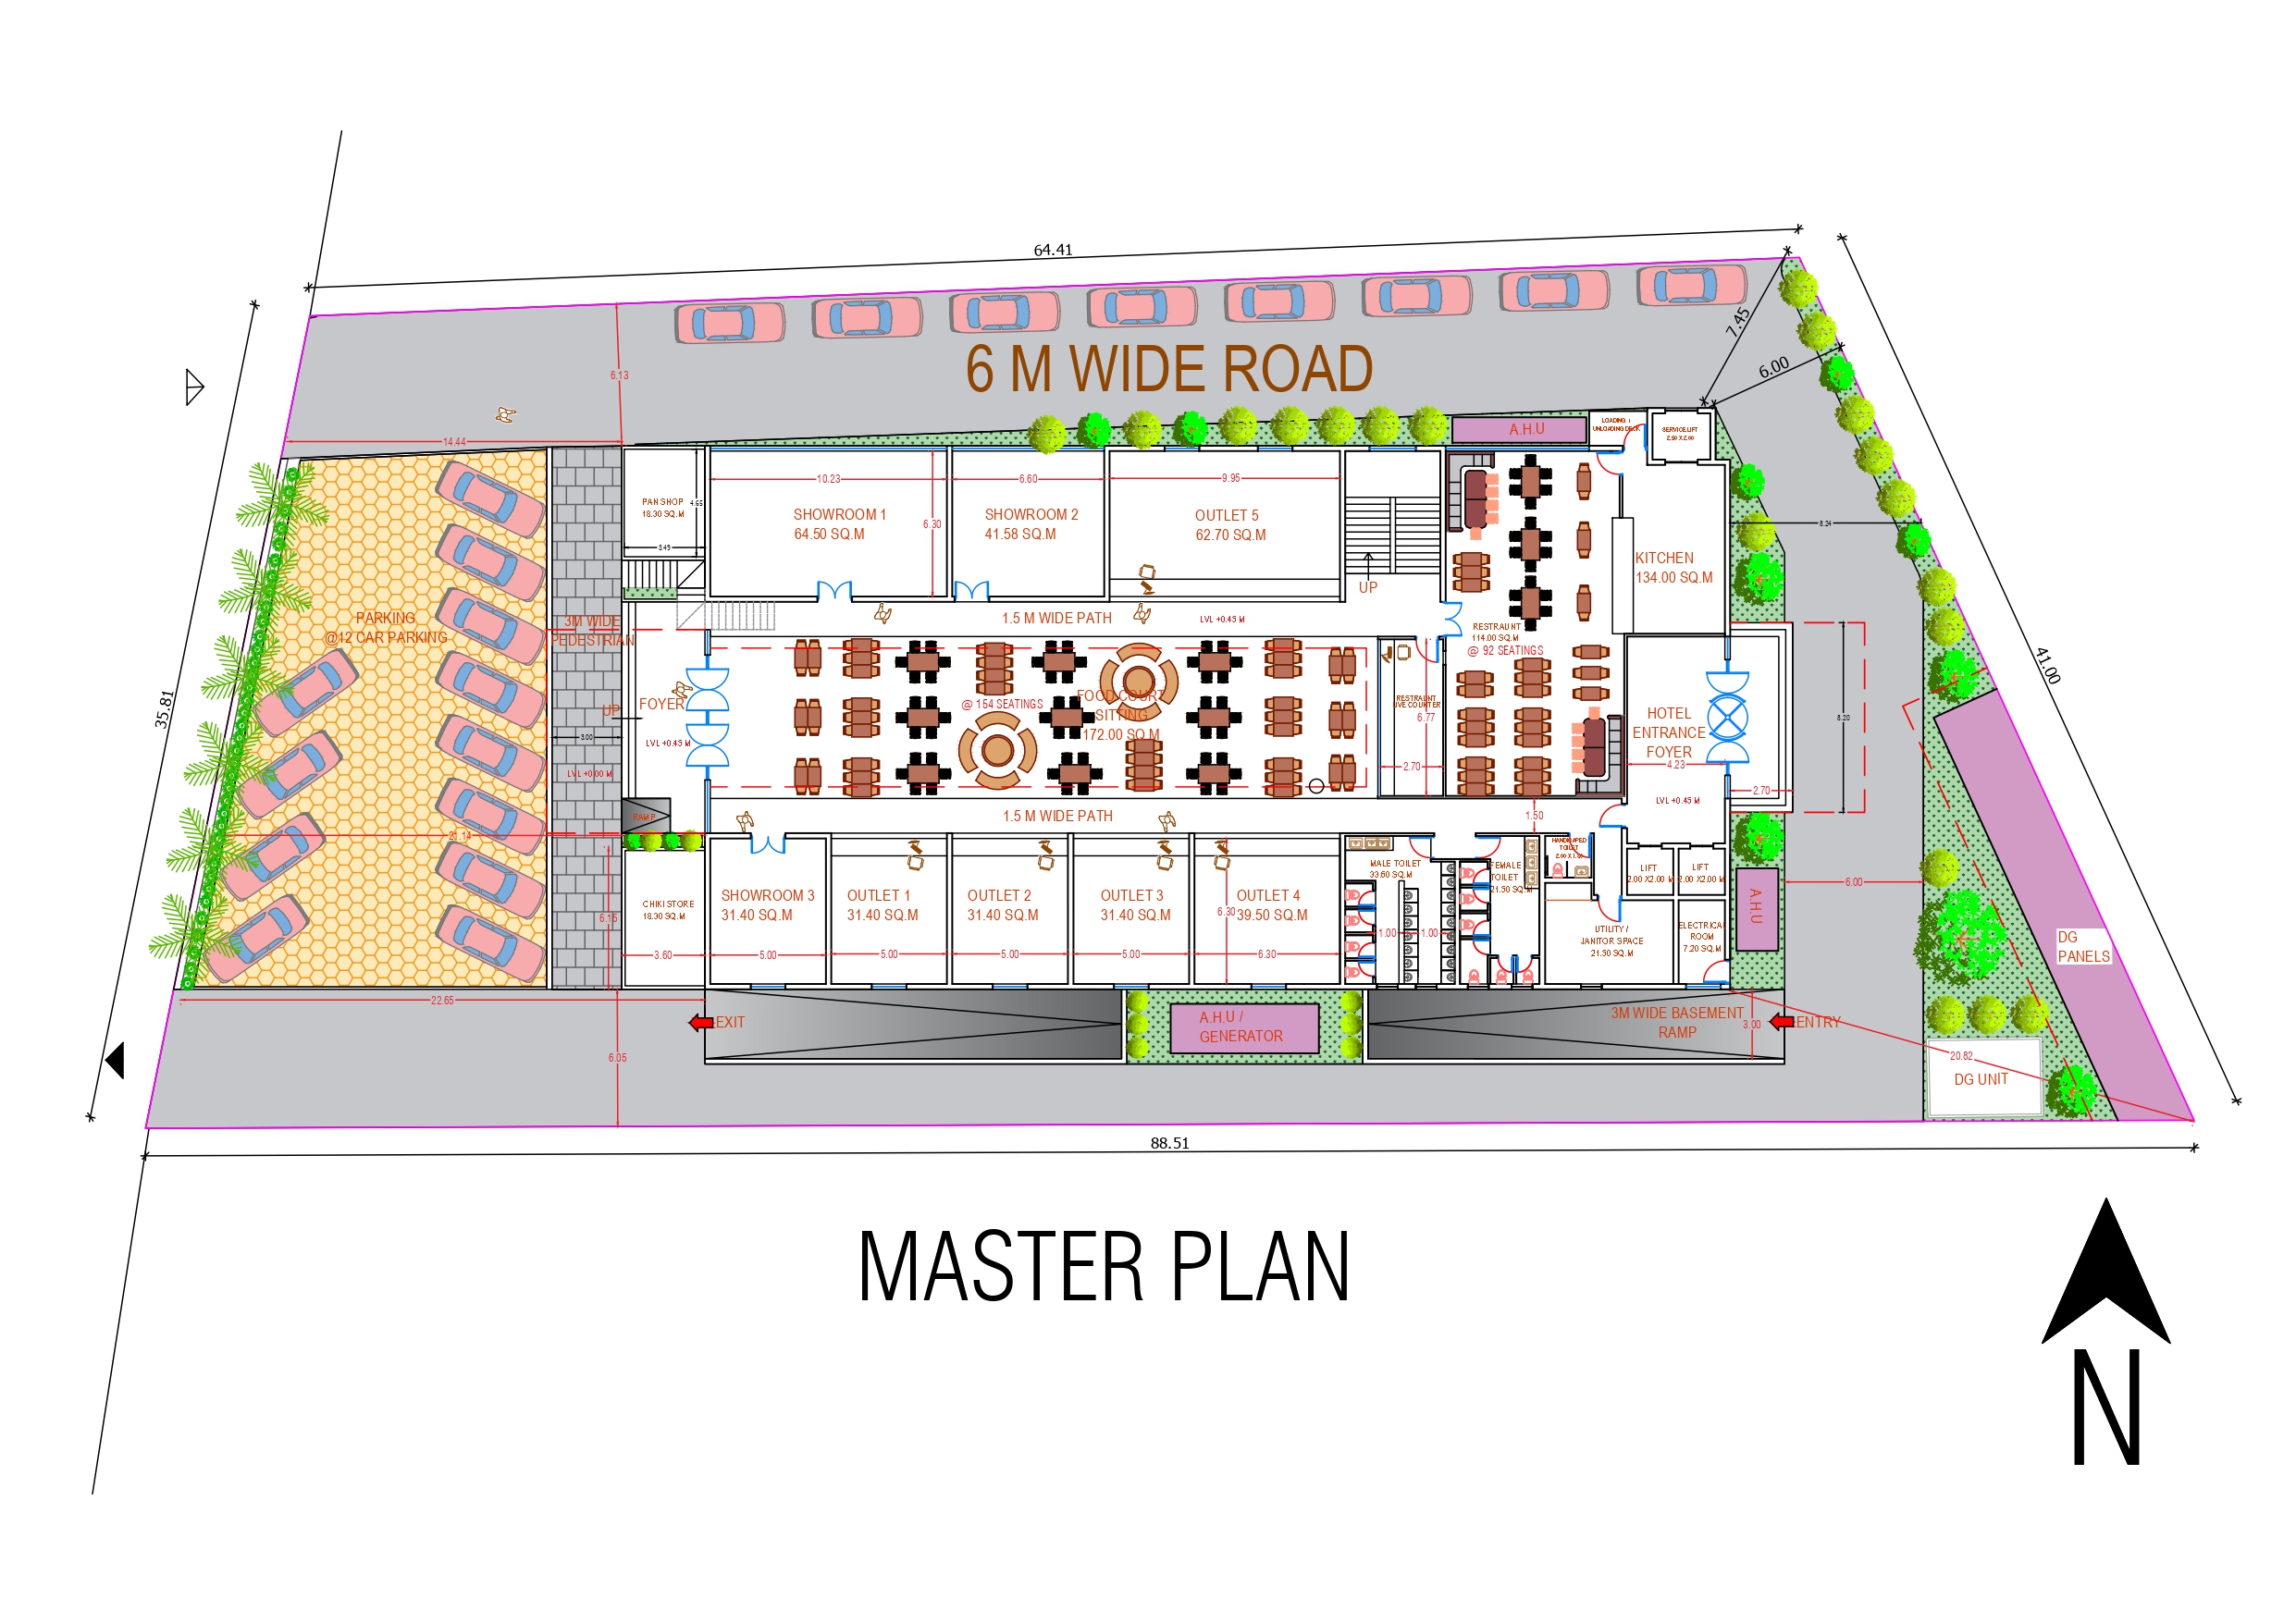 64.41
7.45
6.00
41.00
35.81
6.13
6 M WIDE ROAD
14.44
A.H.U
LOADING /
UNLOADING DECK
SERVICE LIFT
2.60 X2.00
PAN SHOP
18.30 SQ.M
4.65
3.49
10.23
6.60
9.95
SHOWROOM 1
64.50 SQ.M
6.30
SHOWROOM 2
41.58 SQ.M
OUTLET 5
62.70 SQ.M
UP
KITCHEN
134.00 SQ.M
8.24
PARKING
@12 CAR PARKING
3M WIDE
PEDESTRIAN
1.5 M WIDE PATH
LVL +0.45 M
RESTRAUNT
114.00 SQ.M
@ 92 SEATINGS
UP
FOYER
LVL +0.45 M
3.00
LVL +0.00 M
@ 154 SEATINGS
FOOD COURT
SITTING
172.00 SQ.M
RESTRAUNT
LIVE COUNTER
6.77
2.70
HOTEL
ENTRANCE
FOYER
4.23
LVL +0.45 M
2.70
8.20
RAMP
1.5 M WIDE PATH
1.50
21.14
CHIKI STORE
18.30 SQ.M
6.15
3.60
SHOWROOM 3
31.40 SQ.M
5.00
OUTLET 1
31.40 SQ.M
5.00
OUTLET 2
31.40 SQ.M
5.00
OUTLET 3
31.40 SQ.M
5.00
OUTLET 4
39.50 SQ.M
6.30
6.30
MALE TOILET
33.60 SQ.M
1.00
1.00
FEMALE
TOILET
21.50 SQ.M
HANDICAPPED
TOILET
LIFT
2.00 X2.00 M
LIFT
2.00 X2.00 M
UTILITY /
JANITOR SPACE
21.50 SQ.M
ELECTRICAL
ROOM
7.20 SQ.M
A.H.U
6.00
DG
PANELS
22.65
EXIT
A.H.U /
GENERATOR
3M WIDE BASEMENT
RAMP
3.00
ENTRY
6.05
20.82
DG UNIT
88.51
MASTER PLAN
N